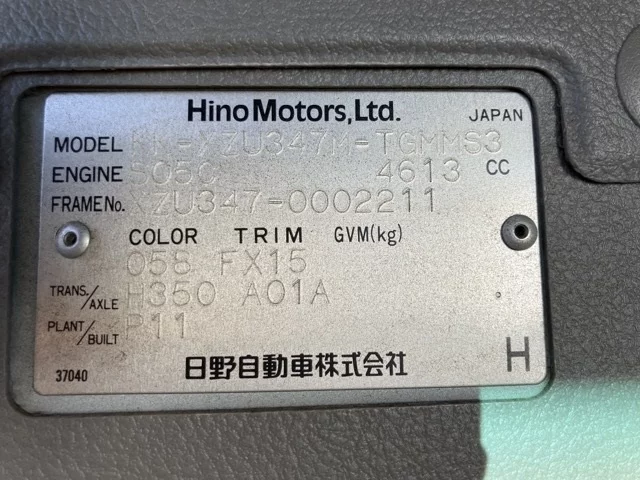 Hino Motors, Ltd. JAPAN
MODEL KK-XZU347M-TGMMS3
ENGINE S05C 4613 CC
FRAME No. XZU347-0002211
COLOR TRIM GVM(kg)
058 FX15
TRANS./AXLE H350 A01A
PLANT/BUILT P11
37040 日野自動車株式会社 H